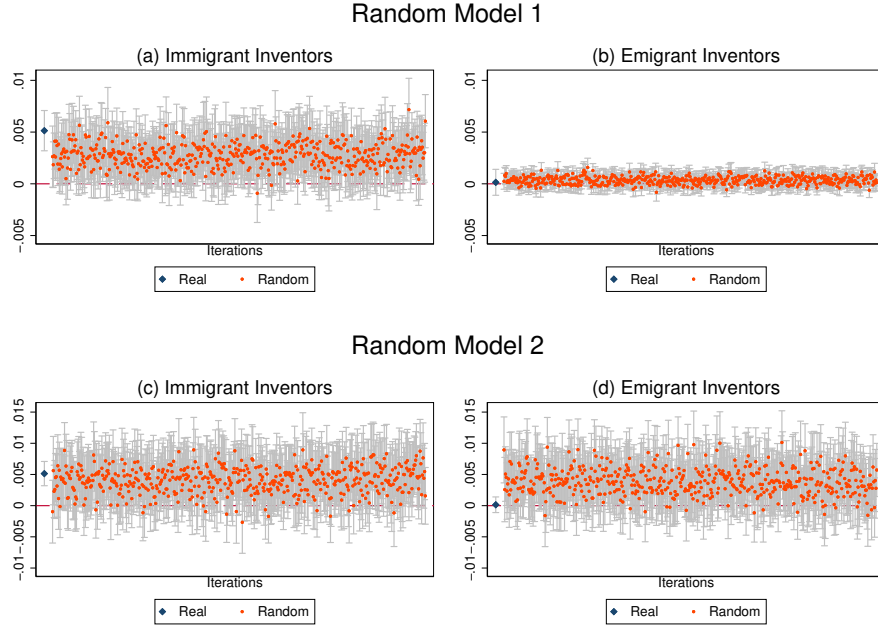 Random Model 1
(a) Immigrant Inventors
(b) Emigrant Inventors
.01
.005
0
-.005
Iterations
Real Random
.01
.005
0
-.005
Iterations
Real Random
Random Model 2
(c) Immigrant Inventors
(d) Emigrant Inventors
.015
.01
.005
0
-.005
-.01
Iterations
Real Random
.015
.01
.005
0
-.005
-.01
Iterations
Real Random